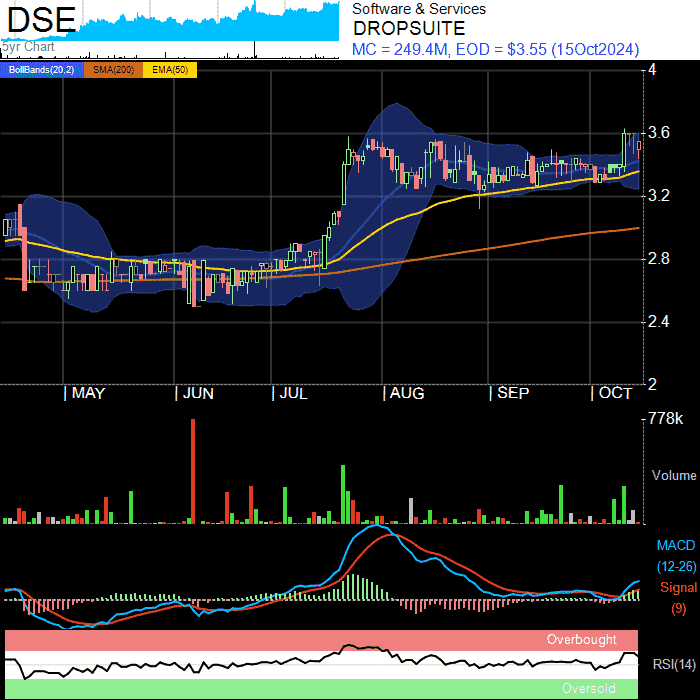 DSE
5yr Chart
Software & Services
DROPSUITE
MC = 249.4M, EOD = $3.55 (15Oct2024)
BollBands(20,2) SMA(200) EMA(50)
4
3.6
3.2
2.8
2.4
2
MAY JUN JUL AUG SEP OCT
778k
Volume
MACD
(12-26)
Signal
(9)
Overbought
RSI(14)
Oversold